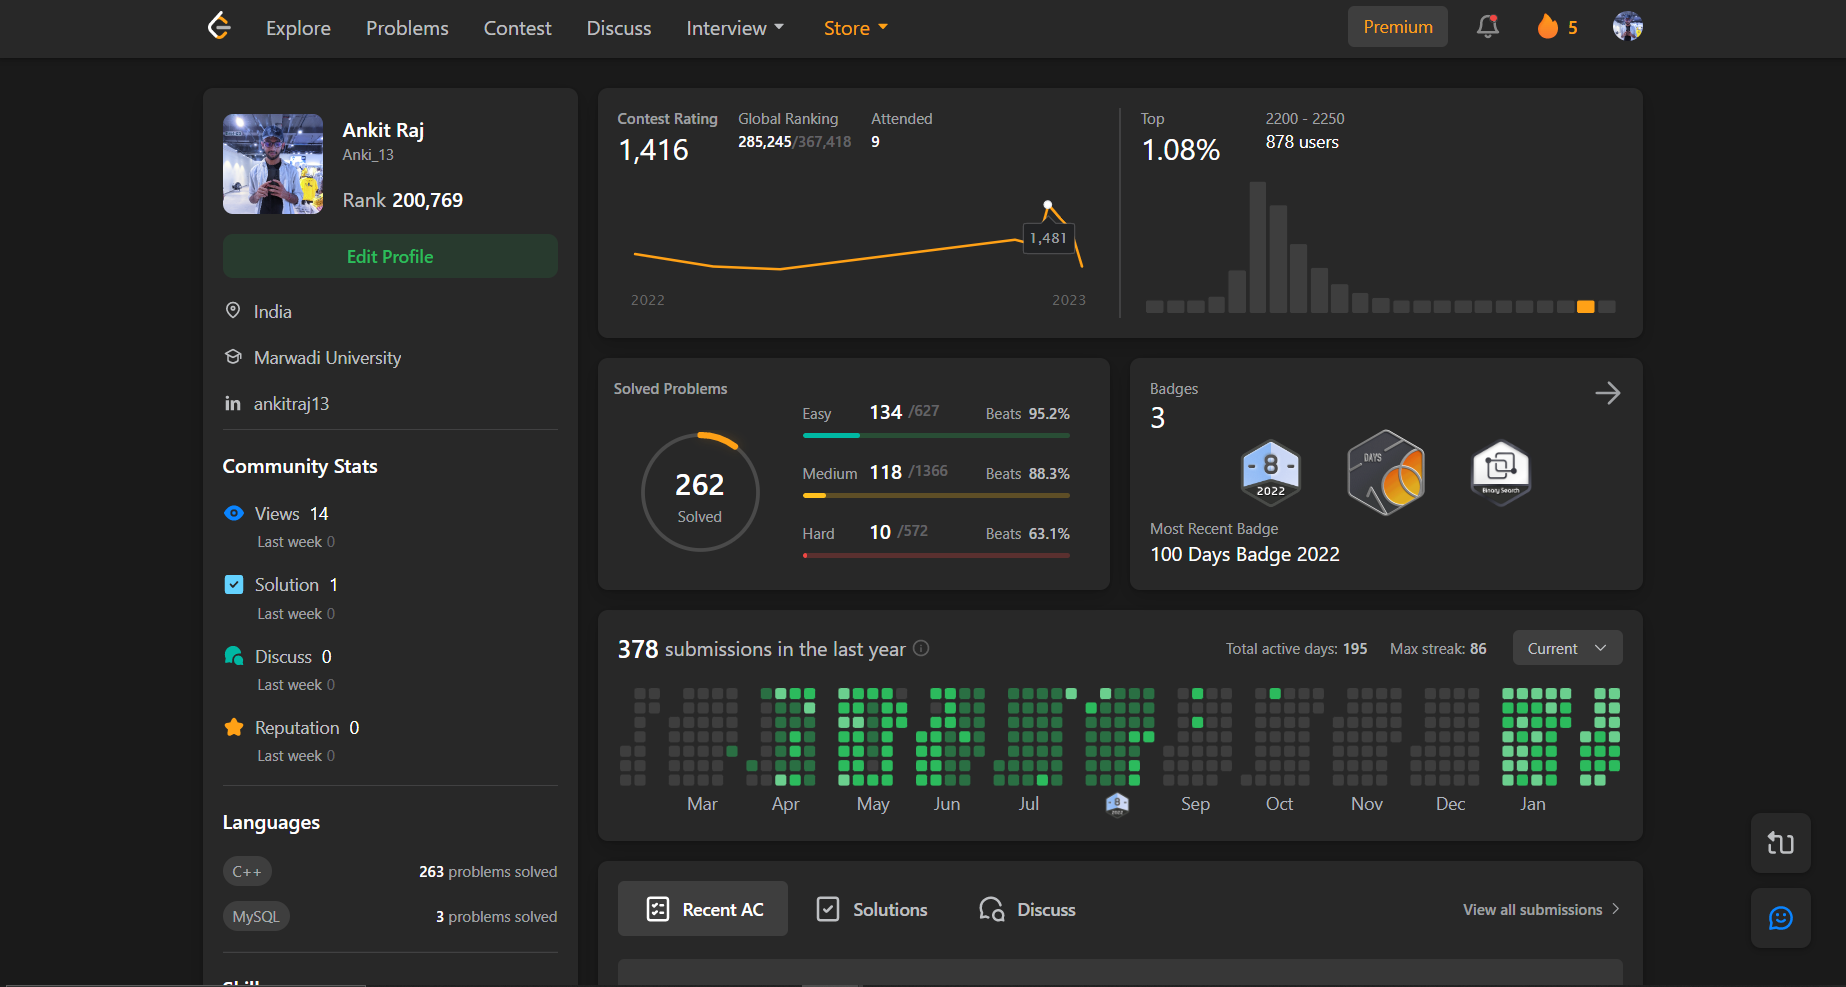 Explore Problems Contest Discuss Interview Store Premium 5
Ankit Raj
Anki_13
Rank 200,769
Edit Profile
India
Marwadi University
ankitraj13
Community Stats
Views 14
Last week 0
Solution 1
Last week 0
Discuss 0
Last week 0
Reputation 0
Last week 0
Languages
C++ 263 problems solved
MySQL 3 problems solved
Contest Rating Global Ranking Attended
1,416 285,245/367,418 9
1,481
2022 2023
Top 2200 - 2250
1.08% 878 users
Solved Problems
262
Solved
Easy 134 /627 Beats 95.2%
Medium 118 /1366 Beats 88.3%
Hard 10 /572 Beats 63.1%
Badges
3
8
2022
DAYS
Binary Search
Most Recent Badge
100 Days Badge 2022
378 submissions in the last year Total active days: 195 Max streak: 86 Current
Mar Apr May Jun Jul 8 Sep Oct Nov Dec Jan
Recent AC Solutions Discuss View all submissions